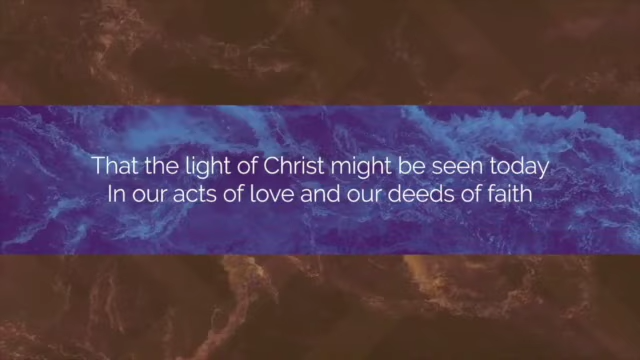 That the light of Christ might be seen today
In our acts of love and our deeds of faith